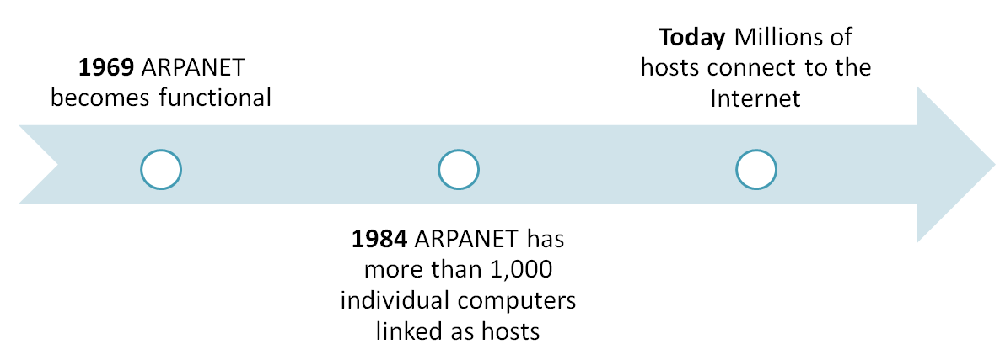 1969 ARPANET
becomes functional
1984 ARPANET has
more than 1,000
individual computers
linked as hosts
Today Millions of
hosts connect to the
Internet